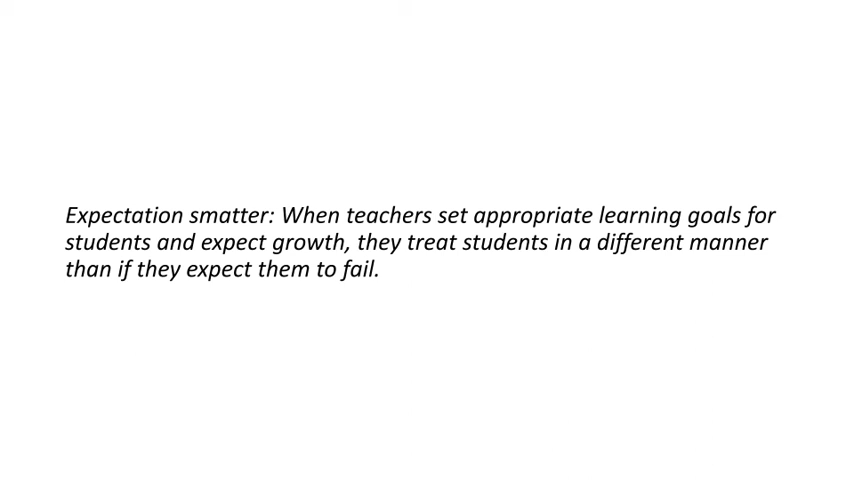 Expectation smatter: When teachers set appropriate learning goals for
students and expect growth, they treat students in a different manner
than if they expect them to fail.